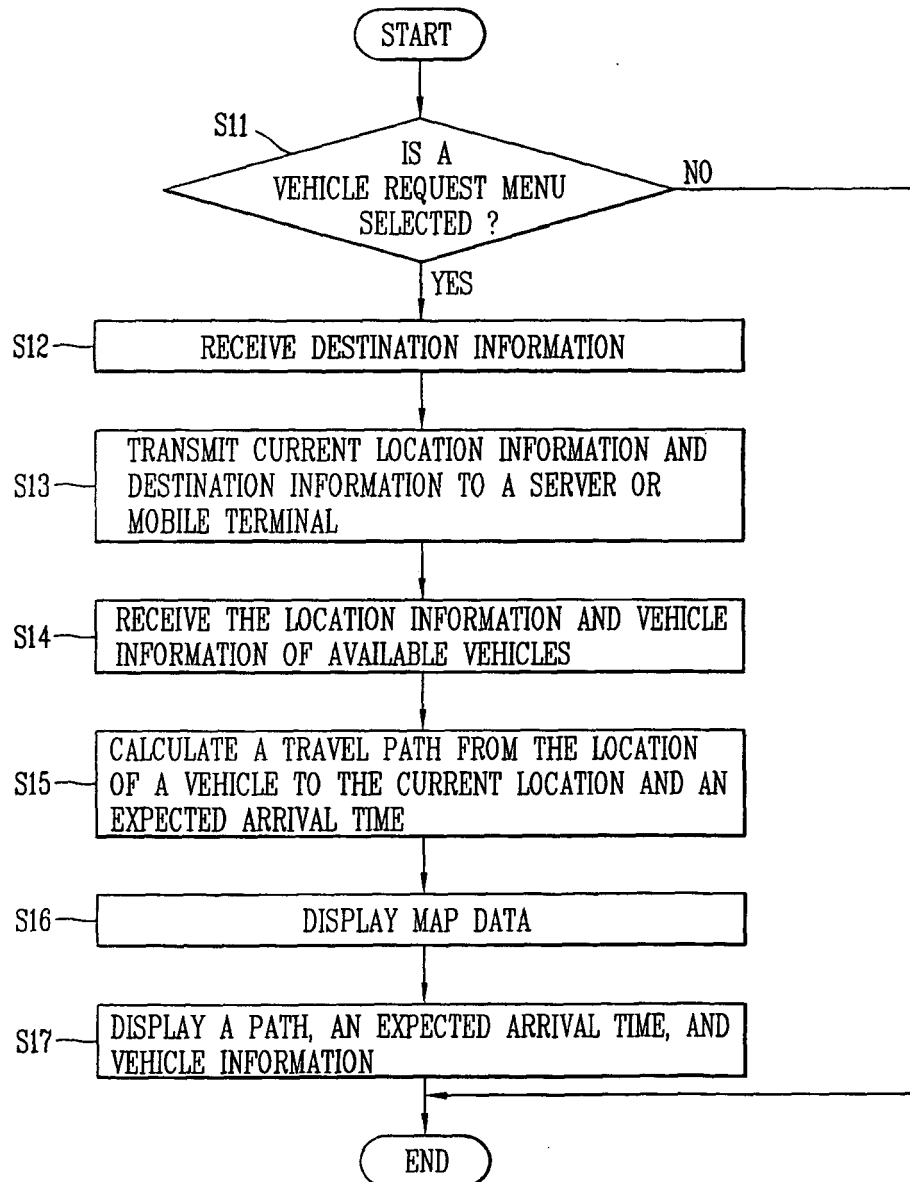 START
S11
IS A
VEHICLE REQUEST MENU
SELECTED ?
NO
YES
S12
RECEIVE DESTINATION INFORMATION
S13
TRANSMIT CURRENT LOCATION INFORMATION AND
DESTINATION INFORMATION TO A SERVER OR
MOBILE TERMINAL
S14
RECEIVE THE LOCATION INFORMATION AND VEHICLE
INFORMATION OF AVAILABLE VEHICLES
S15
CALCULATE A TRAVEL PATH FROM THE LOCATION
OF A VEHICLE TO THE CURRENT LOCATION AND AN
EXPECTED ARRIVAL TIME
S16
DISPLAY MAP DATA
S17
DISPLAY A PATH, AN EXPECTED ARRIVAL TIME, AND
VEHICLE INFORMATION
END